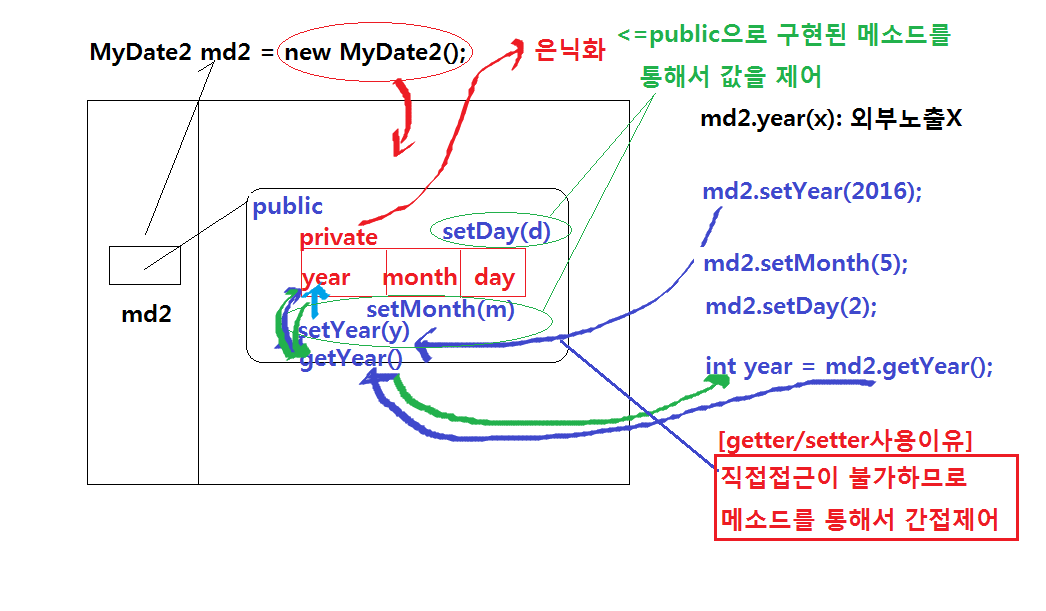 MyDate2 md2 = new MyDate2();
은닉화
<=public으로 구현된 메소드를
통해서 값을 제어
md2.year(x): 외부노출X
public
private
setDay(d)
year month day
setMonth(m)
setYear(y)
getYear()
md2
md2.setYear(2016);
md2.setMonth(5);
md2.setDay(2);
int year = md2.getYear();
[getter/setter사용이유]
직접접근이 불가하므로
메소드를 통해서 간접제어